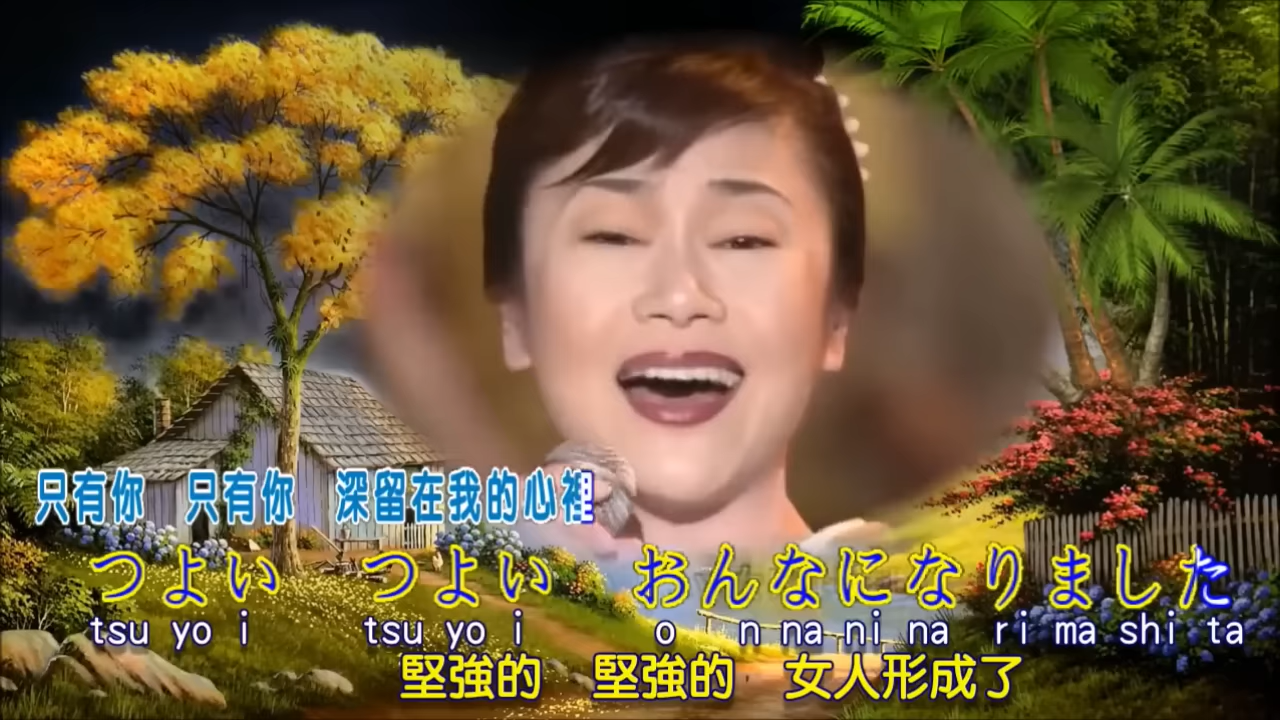 只有你 只有你 深留在我的心裡
つよい つよい おんなになりました
tsu yo i tsu yo i o n na ni na ri ma shi ta
堅強的 堅強的 女人形成了